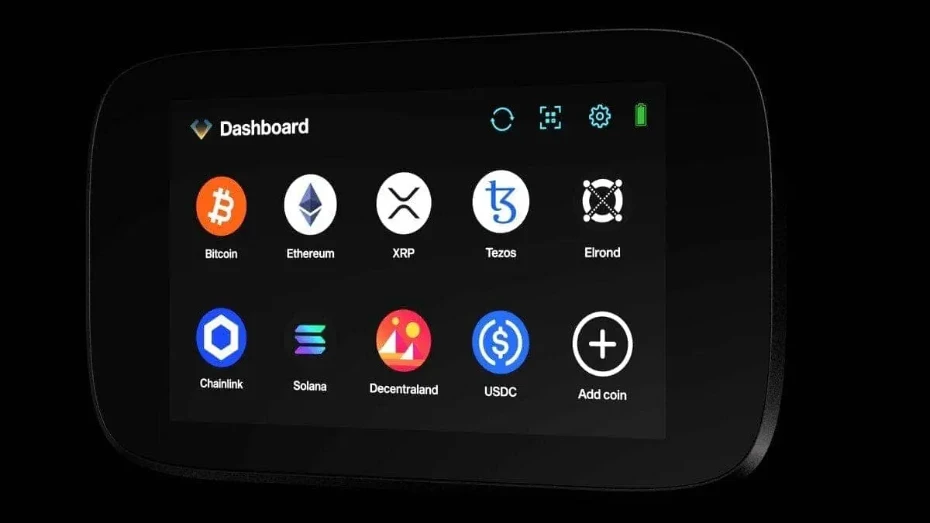 Dashboard
Bitcoin
Ethereum
XRP
Tezos
Elrond
Chainlink
Solana
Decentraland
USDC
Add coin